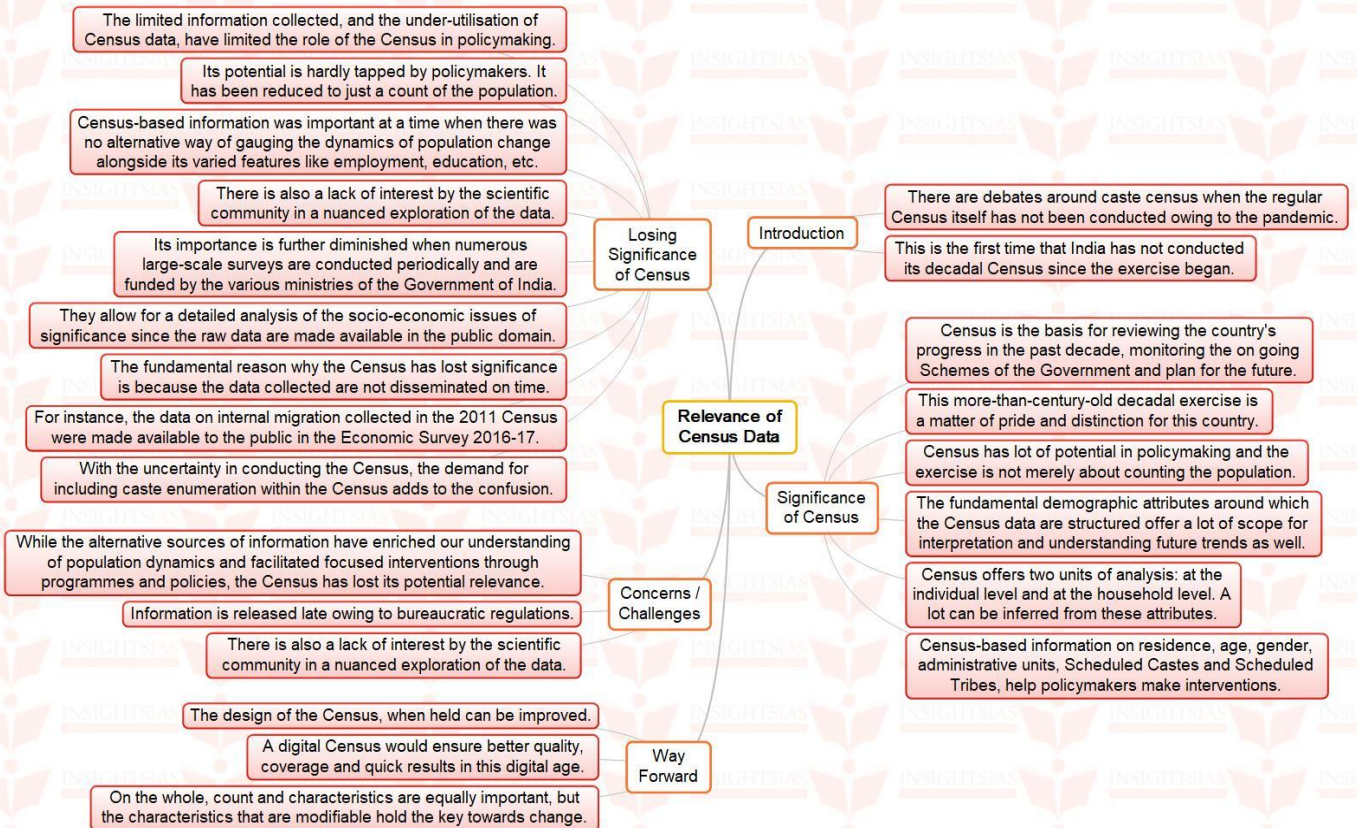 Relevance of
Census Data
Introduction
There are debates around caste census when the regular
Census itself has not been conducted owing to the pandemic.
This is the first time that India has not conducted
its decadal Census since the exercise began.
Significance
of Census
Census is the basis for reviewing the country's
progress in the past decade, monitoring the on going
Schemes of the Government and plan for the future.
This more-than-century-old decadal exercise is
a matter of pride and distinction for this country.
Census has lot of potential in policymaking and the
exercise is not merely about counting the population.
The fundamental demographic attributes around which
the Census data are structured offer a lot of scope for
interpretation and understanding future trends as well.
Census offers two units of analysis: at the
individual level and at the household level. A
lot can be inferred from these attributes.
Census-based information on residence, age, gender,
administrative units, Scheduled Castes and Scheduled
Tribes, help policymakers make interventions.
Losing
Significance
of Census
The limited information collected, and the under-utilisation of
Census data, have limited the role of the Census in policymaking.
Its potential is hardly tapped by policymakers. It
has been reduced to just a count of the population.
Census-based information was important at a time when there was
no alternative way of gauging the dynamics of population change
alongside its varied features like employment, education, etc.
There is also a lack of interest by the scientific
community in a nuanced exploration of the data.
Its importance is further diminished when numerous
large-scale surveys are conducted periodically and are
funded by the various ministries of the Government of India.
They allow for a detailed analysis of the socio-economic issues of
significance since the raw data are made available in the public domain.
The fundamental reason why the Census has lost significance
is because the data collected are not disseminated on time.
For instance, the data on internal migration collected in the 2011 Census
were made available to the public in the Economic Survey 2016-17.
With the uncertainty in conducting the Census, the demand for
including caste enumeration within the Census adds to the confusion.
Concerns /
Challenges
While the alternative sources of information have enriched our understanding
of population dynamics and facilitated focused interventions through
programmes and policies, the Census has lost its potential relevance.
Information is released late owing to bureaucratic regulations.
There is also a lack of interest by the scientific
community in a nuanced exploration of the data.
Way
Forward
The design of the Census, when held can be improved.
A digital Census would ensure better quality,
coverage and quick results in this digital age.
On the whole, count and characteristics are equally important, but
the characteristics that are modifiable hold the key towards change.
INSIGHTSIAS